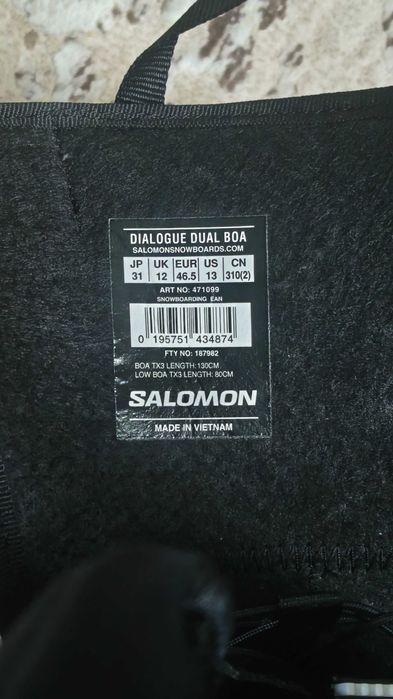 DIALOGUE DUAL BOA
SALOMONSNOWBOARDS.COM
JP UK EUR US CN
31 12 46.5 13 310(2)
ART NO: 471099
SNOWBOARDING EAN
0 195751 434874
FTY NO: 187982
BOA TX3 LENGTH: 130CM
LOW BOA TX3 LENGTH: 80CM
SALOMON
MADE IN VIETNAM